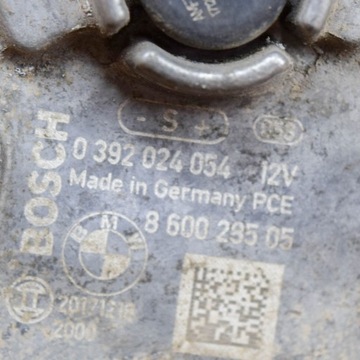 - S +
0 392 024 054 12V
Made in Germany PCE
BOSCH
8 600 295 05
BMW
2000